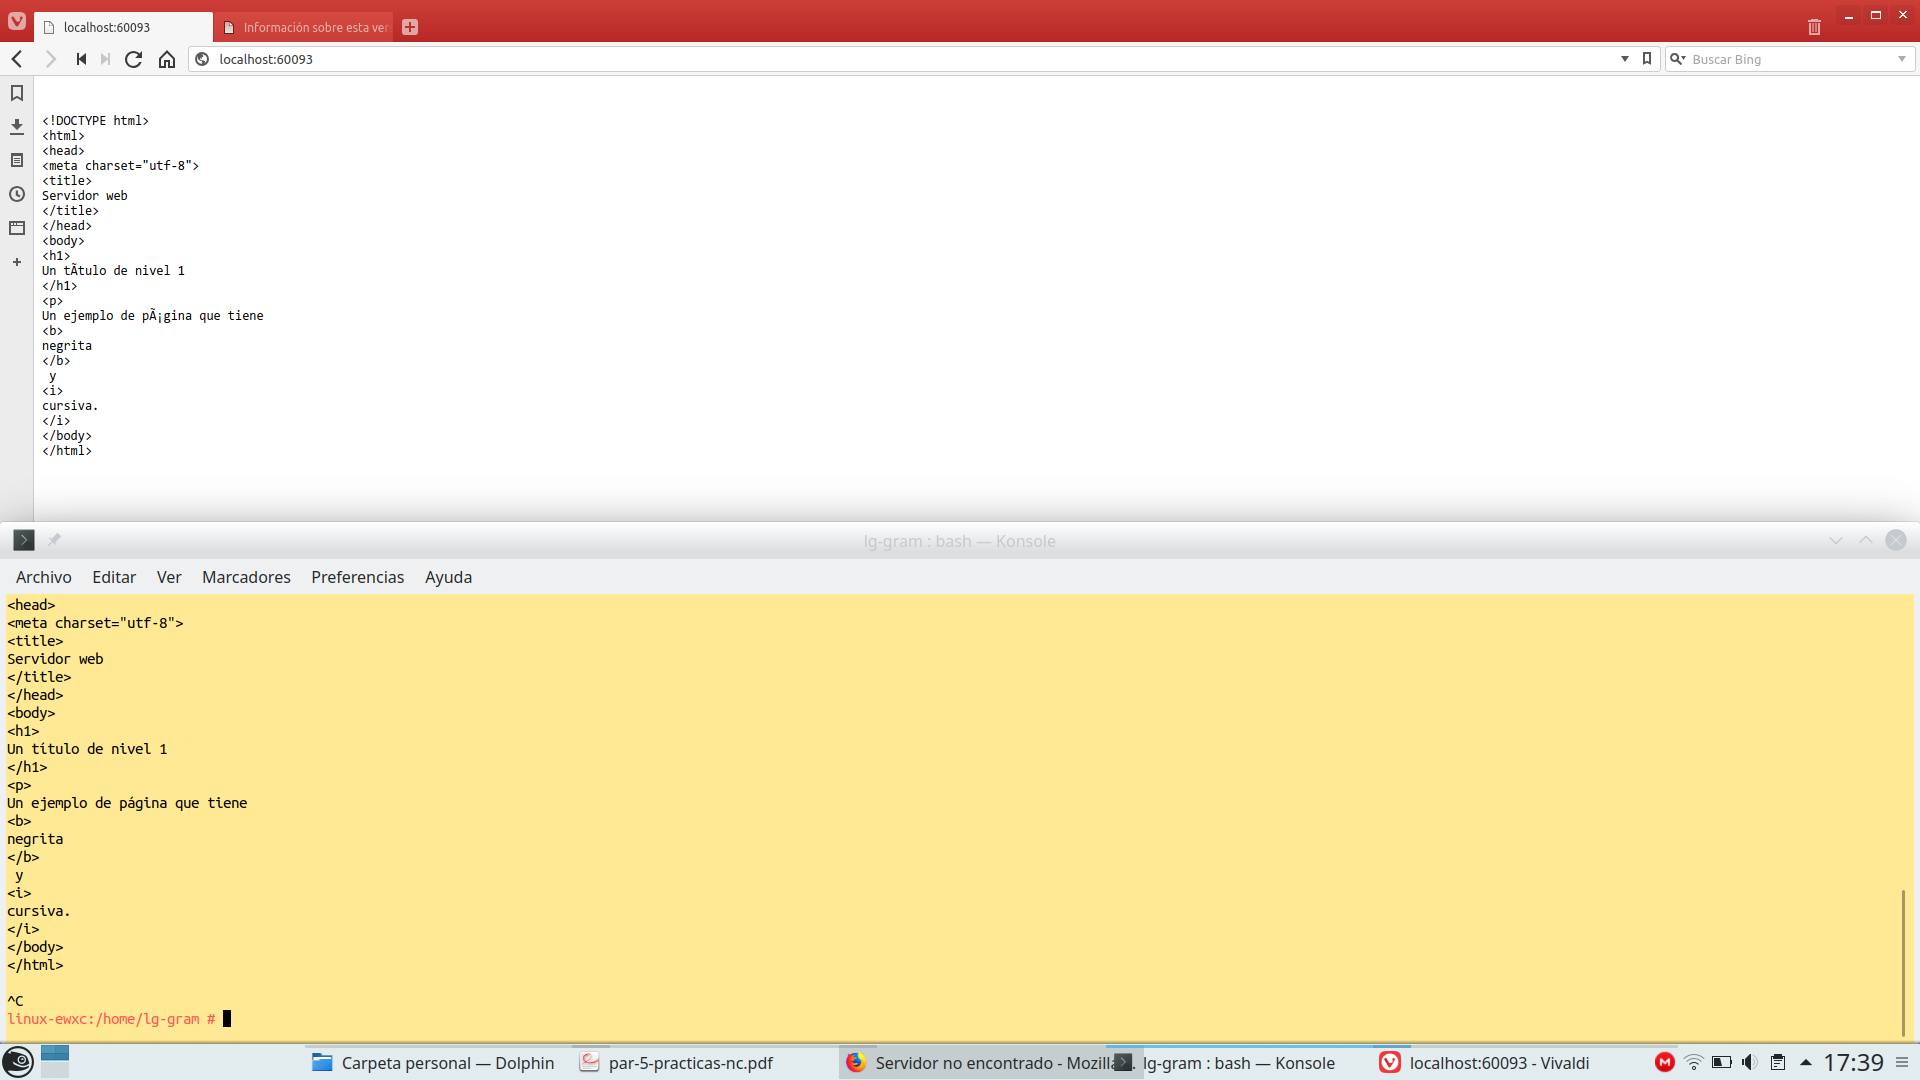 localhost:60093
Información sobre esta ver
localhost:60093
Buscar Bing
<!DOCTYPE html>
<html>
<head>
<meta charset="utf-8">
<title>
Servidor web
</title>
</head>
<body>
<h1>
Un tÃtulo de nivel 1
</h1>
<p>
Un ejemplo de pÃ¡gina que tiene
<b>
negrita
</b>
 y
<i>
cursiva.
</i>
</body>
</html>
lg-gram : bash — Konsole
Archivo Editar Ver Marcadores Preferencias Ayuda
<head>
<meta charset="utf-8">
<title>
Servidor web
</title>
</head>
<body>
<h1>
Un título de nivel 1
</h1>
<p>
Un ejemplo de página que tiene
<b>
negrita
</b>
 y
<i>
cursiva.
</i>
</body>
</html>
^C
linux-ewxc:/home/lg-gram #
Carpeta personal — Dolphin par-5-practicas-nc.pdf Servidor no encontrado - Mozilla lg-gram : bash — Konsole localhost:60093 - Vivaldi M 17:39